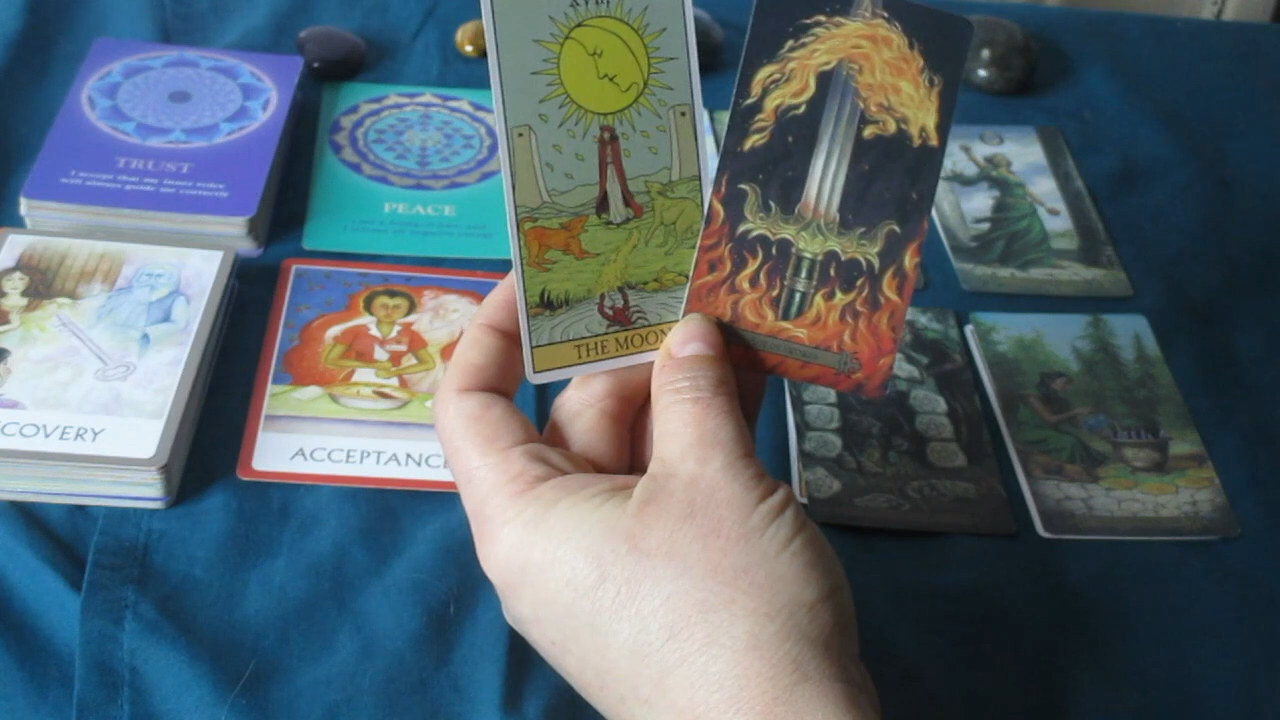 TRUST
I accept that my inner voice
will always guide me correctly
PEACE
COVERY
ACCEPTANCE
THE MOON